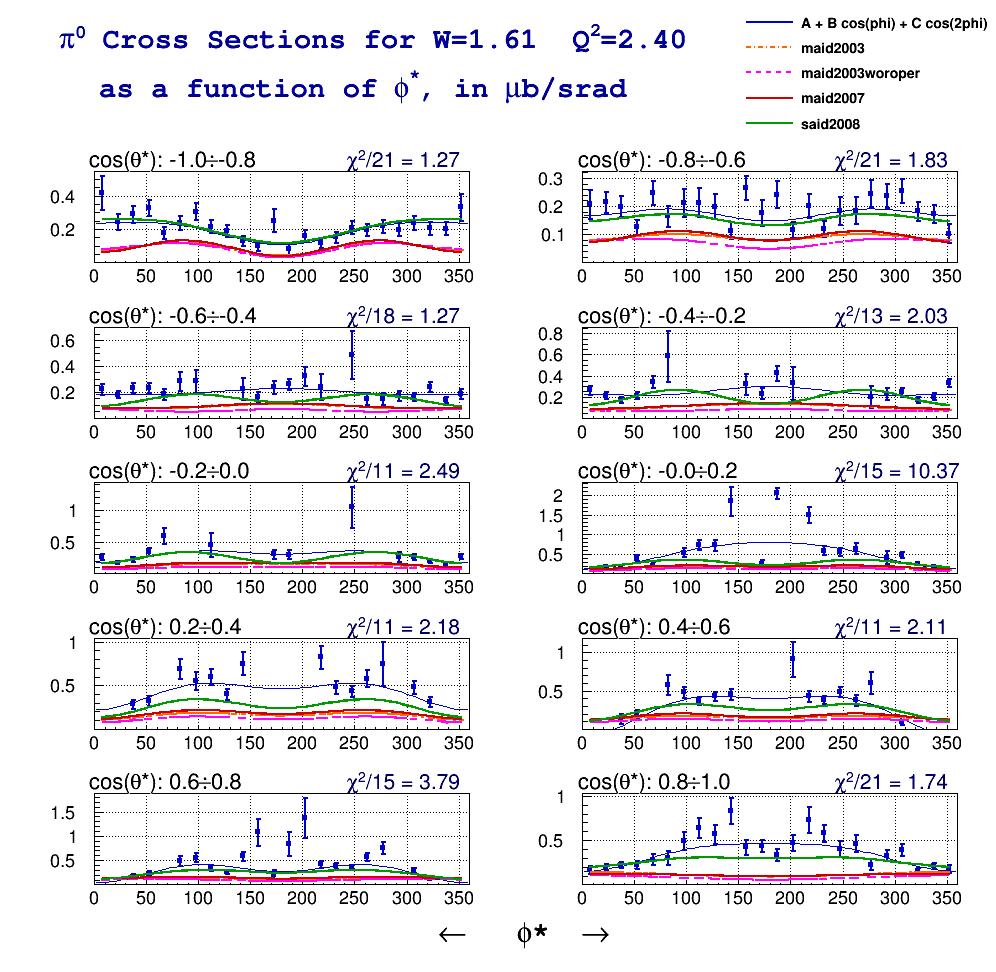 π⁰ Cross Sections for W=1.61 Q²=2.40
as a function of ϕ*, in μb/srad
A + B cos(phi) + C cos(2phi)
maid2003
maid2003woroper
maid2007
said2008
cos(θ*): -1.0÷-0.8 χ²/21 = 1.27
0.4
0.2
0 50 100 150 200 250 300 350
cos(θ*): -0.8÷-0.6 χ²/21 = 1.83
0.3
0.2
0.1
0 50 100 150 200 250 300 350
cos(θ*): -0.6÷-0.4 χ²/18 = 1.27
0.6
0.4
0.2
0 50 100 150 200 250 300 350
cos(θ*): -0.4÷-0.2 χ²/13 = 2.03
0.8
0.6
0.4
0.2
0 50 100 150 200 250 300 350
cos(θ*): -0.2÷0.0 χ²/11 = 2.49
1
0.5
0 50 100 150 200 250 300 350
cos(θ*): -0.0÷0.2 χ²/15 = 10.37
2
1.5
1
0.5
0 50 100 150 200 250 300 350
cos(θ*): 0.2÷0.4 χ²/11 = 2.18
1
0.5
0 50 100 150 200 250 300 350
cos(θ*): 0.4÷0.6 χ²/11 = 2.11
1
0.5
0 50 100 150 200 250 300 350
cos(θ*): 0.6÷0.8 χ²/15 = 3.79
1.5
1
0.5
0 50 100 150 200 250 300 350
cos(θ*): 0.8÷1.0 χ²/21 = 1.74
1
0.5
0 50 100 150 200 250 300 350
← ϕ* →